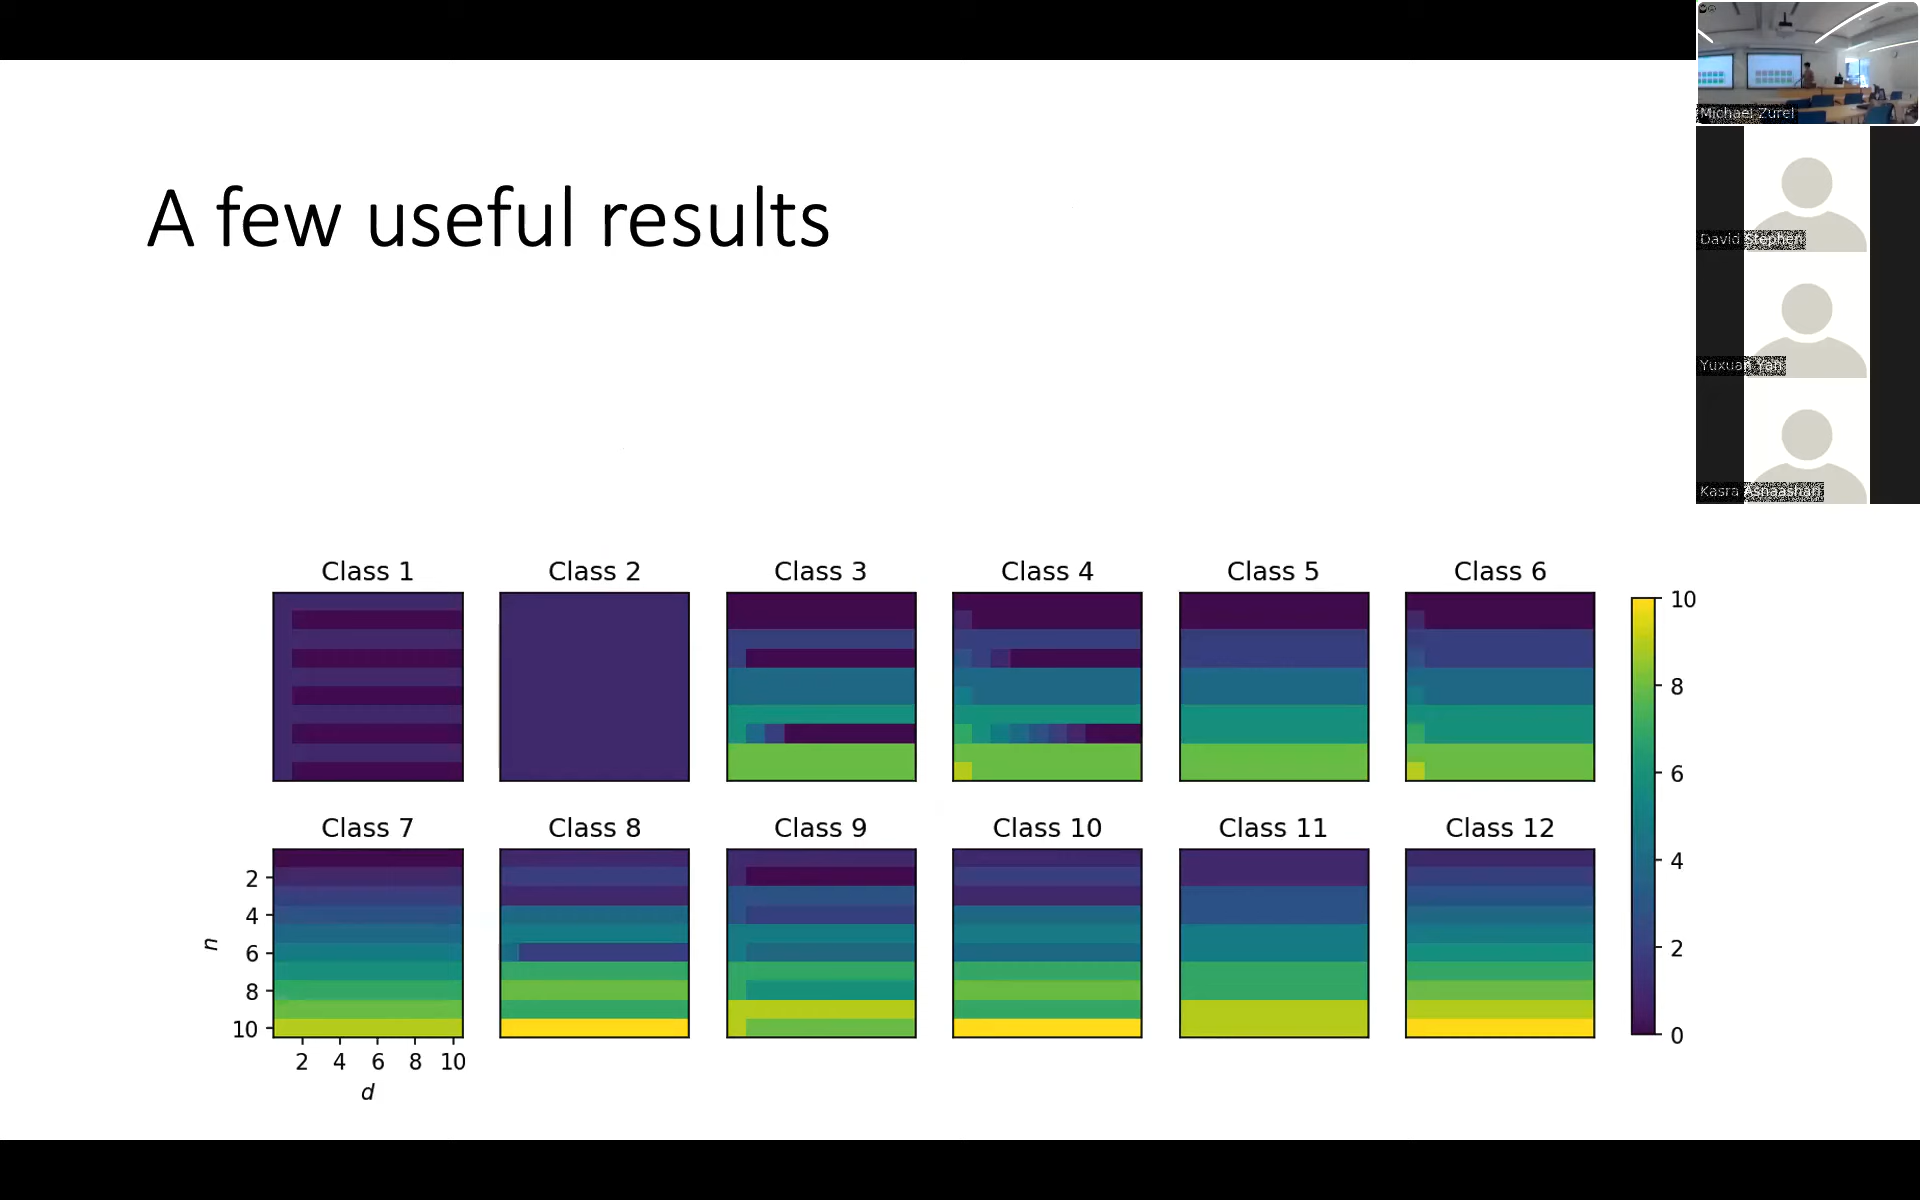 Michael Zurel
David Stephen
Yuxuan Yan
Kasra Asnaashari
A few useful results
Class 1
Class 2
Class 3
Class 4
Class 5
Class 6
10
8
6
4
2
0
Class 7
Class 8
Class 9
Class 10
Class 11
Class 12
n
2
4
6
8
10
2 4 6 8 10
d